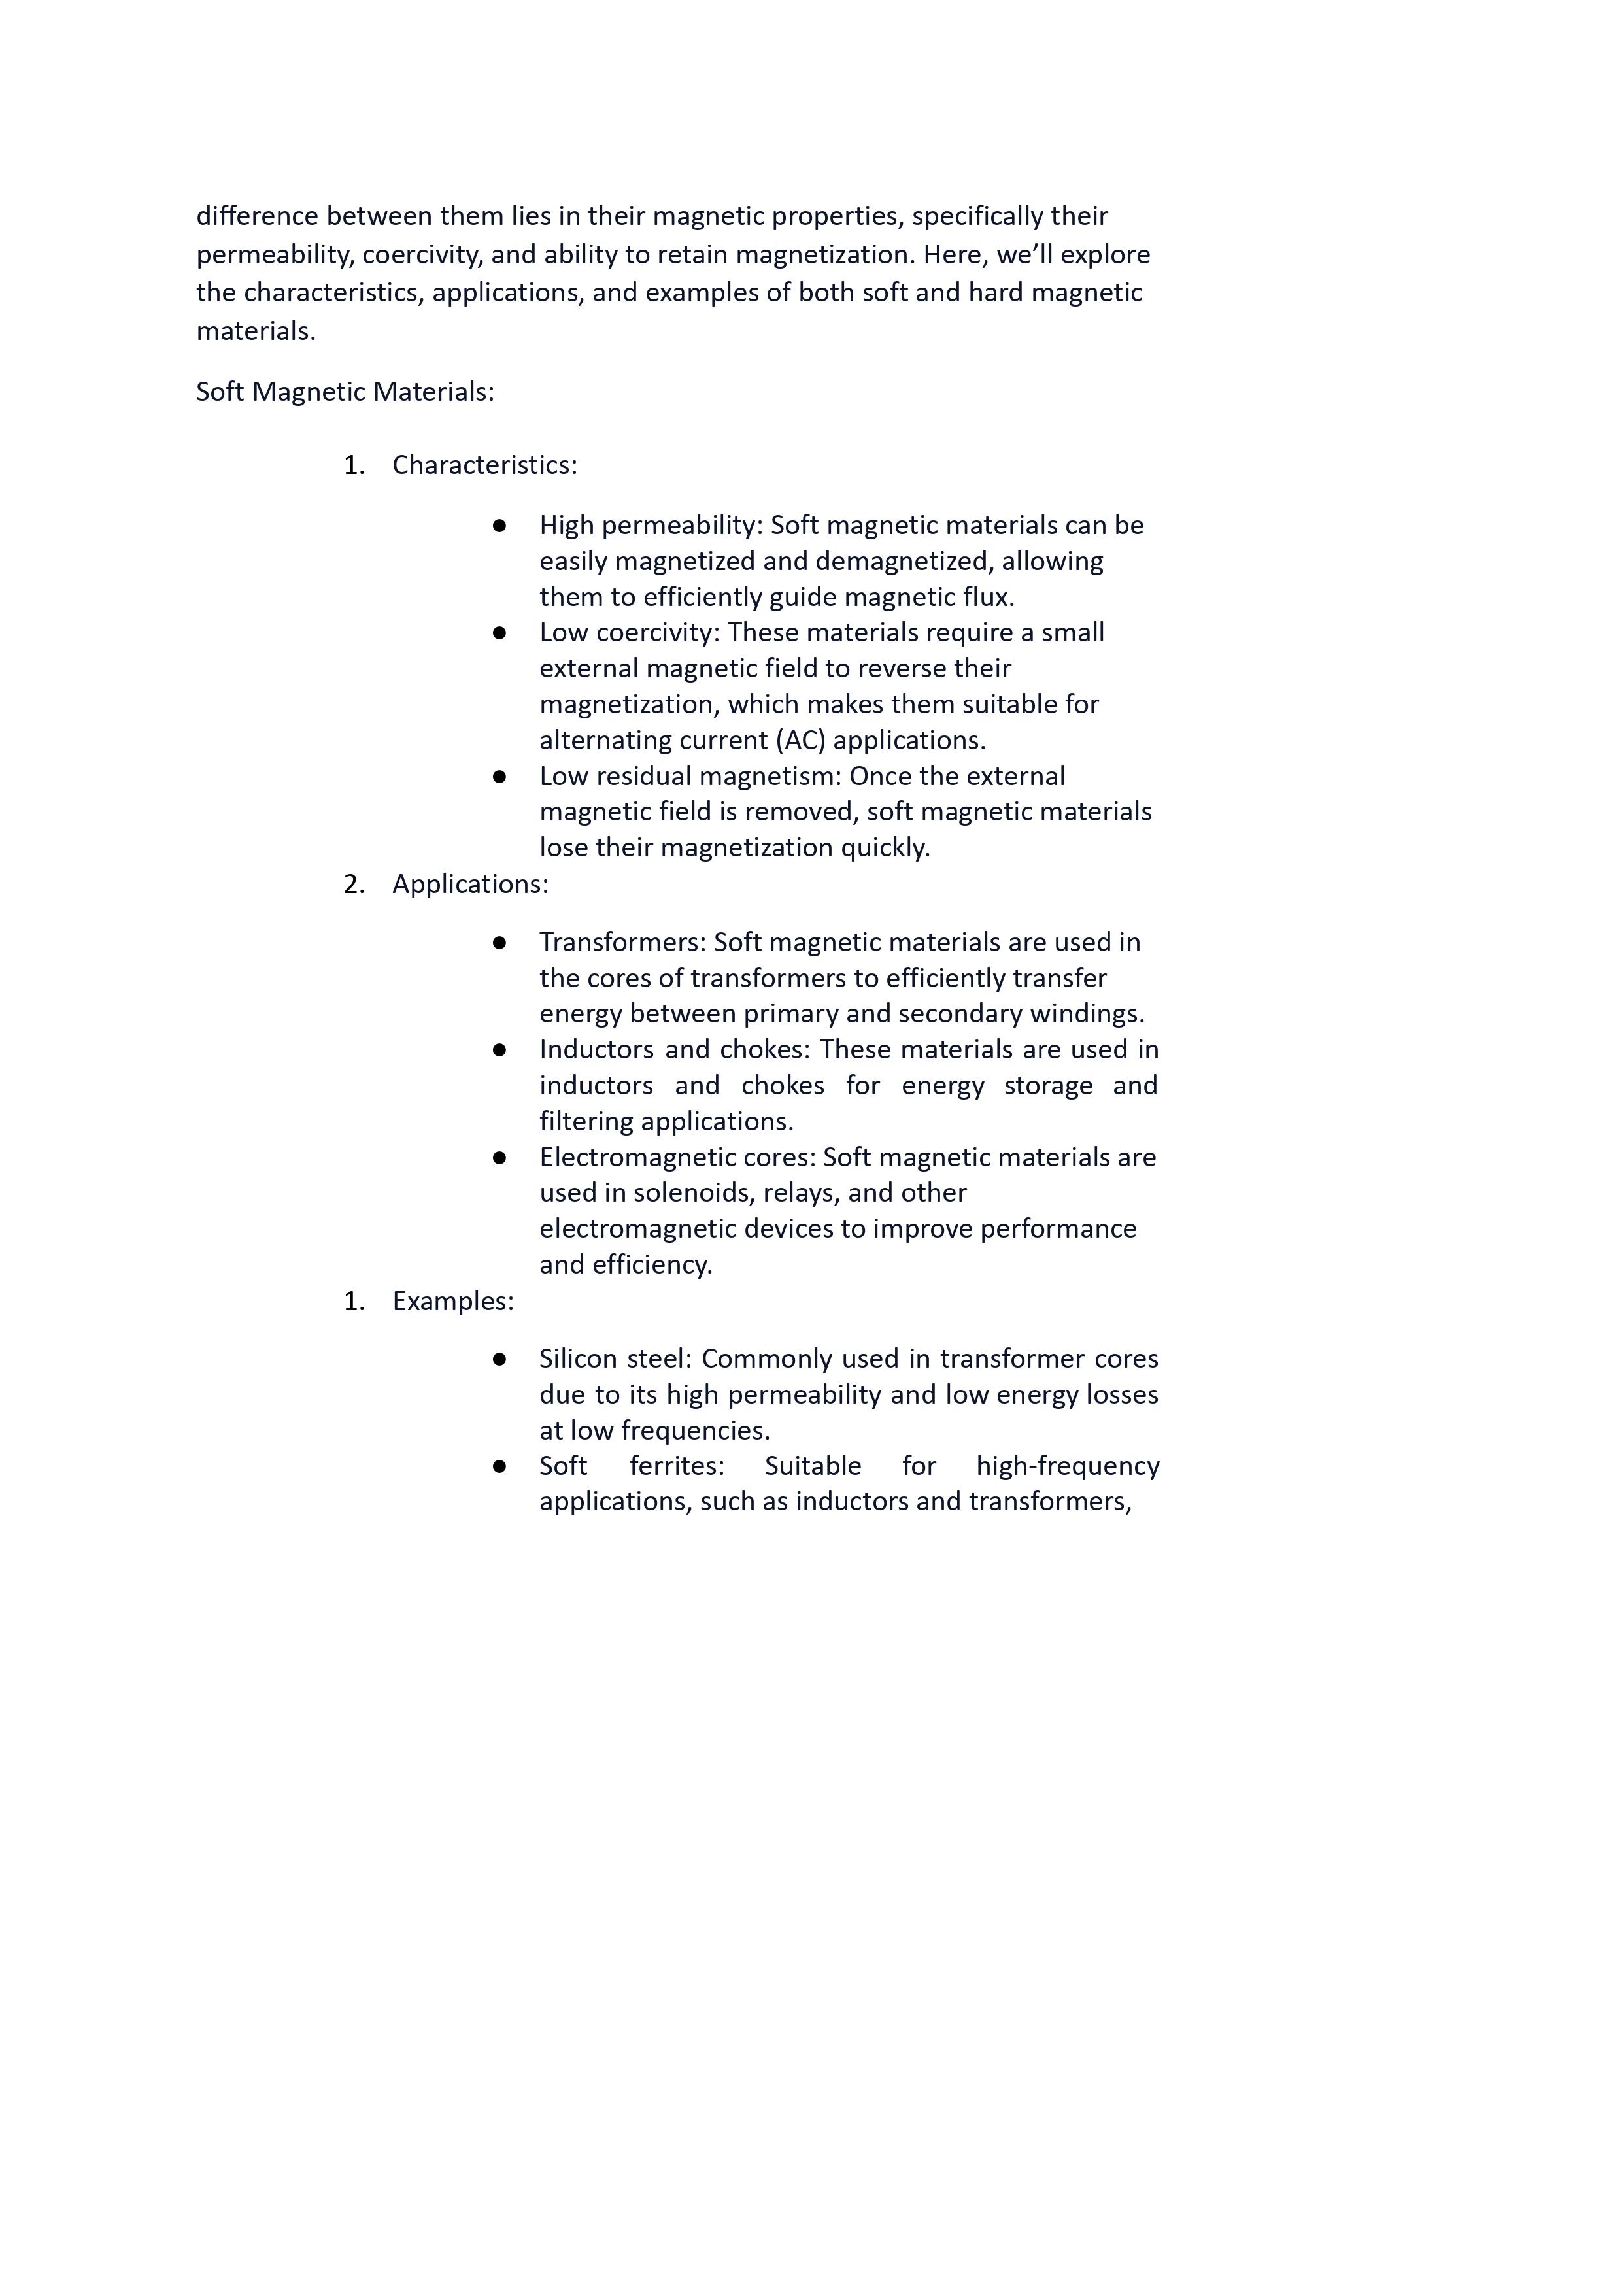 difference between them lies in their magnetic properties, specifically their
permeability, coercivity, and ability to retain magnetization. Here, we’ll explore
the characteristics, applications, and examples of both soft and hard magnetic
materials.
Soft Magnetic Materials:
1. Characteristics:
● High permeability: Soft magnetic materials can be
easily magnetized and demagnetized, allowing
them to efficiently guide magnetic flux.
● Low coercivity: These materials require a small
external magnetic field to reverse their
magnetization, which makes them suitable for
alternating current (AC) applications.
● Low residual magnetism: Once the external
magnetic field is removed, soft magnetic materials
lose their magnetization quickly.
2. Applications:
● Transformers: Soft magnetic materials are used in
the cores of transformers to efficiently transfer
energy between primary and secondary windings.
● Inductors and chokes: These materials are used in
inductors and chokes for energy storage and
filtering applications.
● Electromagnetic cores: Soft magnetic materials are
used in solenoids, relays, and other
electromagnetic devices to improve performance
and efficiency.
1. Examples:
● Silicon steel: Commonly used in transformer cores
due to its high permeability and low energy losses
at low frequencies.
● Soft ferrites: Suitable for high-frequency
applications, such as inductors and transformers,